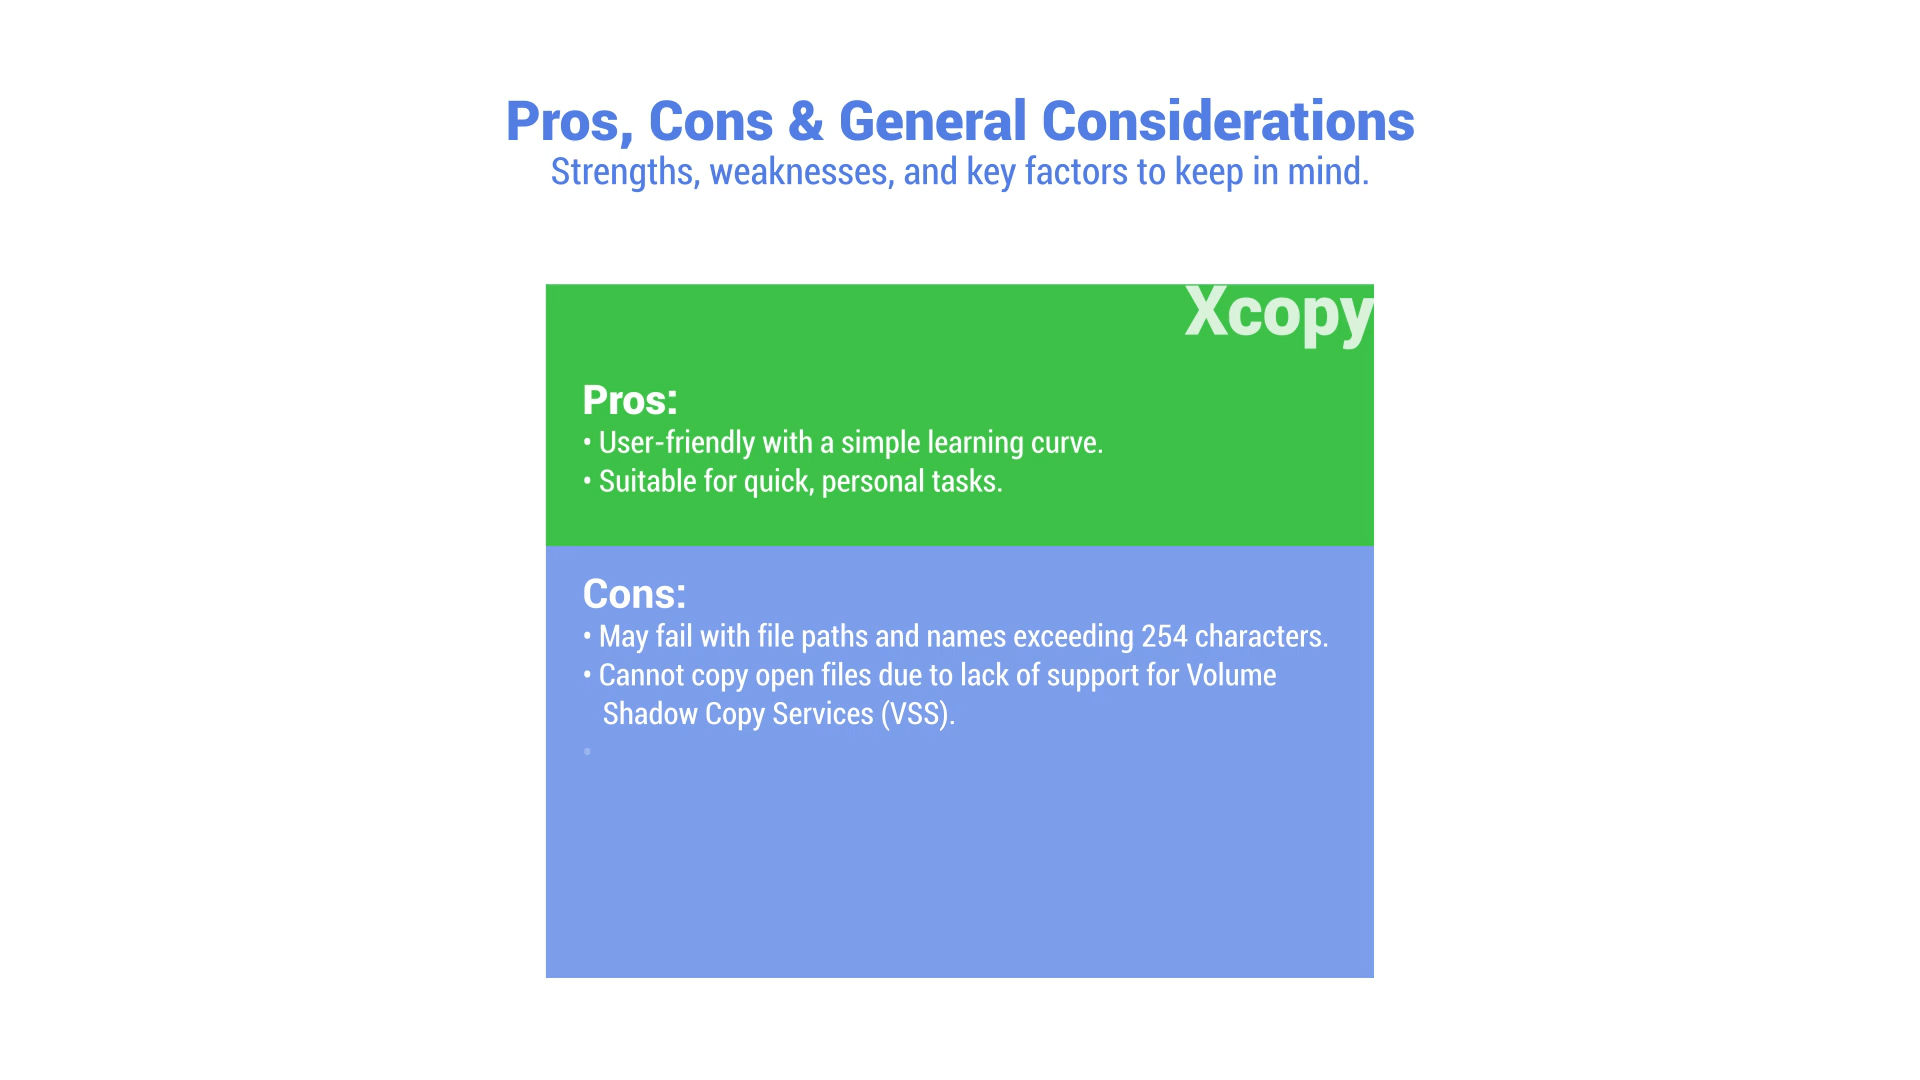 Pros, Cons & General Considerations
Strengths, weaknesses, and key factors to keep in mind.
Xcopy
Pros:
• User-friendly with a simple learning curve.
• Suitable for quick, personal tasks.
Cons:
• May fail with file paths and names exceeding 254 characters.
• Cannot copy open files due to lack of support for Volume
Shadow Copy Services (VSS).
•